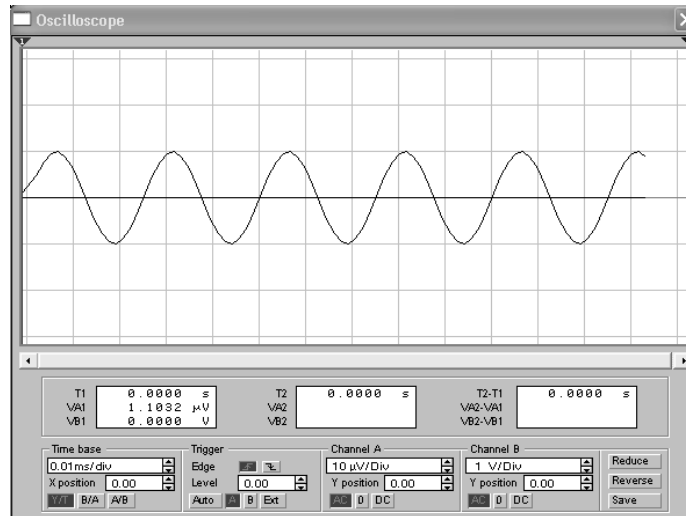 Oscilloscope
T1 0.0000 s
VA1 1.1032 μV
VB1 0.0000 V
T2 0.0000 s
VA2
VB2
T2-T1 0.0000 s
VA2-VA1
VB2-VB1
Time base
0.01ms/div
X position 0.00
Y/T B/A A/B
Trigger
Edge
Level 0.00
Auto A B Ext
Channel A
10 μV/Div
Y position 0.00
AC 0 DC
Channel B
1 V/Div
Y position 0.00
AC 0 DC
Reduce
Reverse
Save